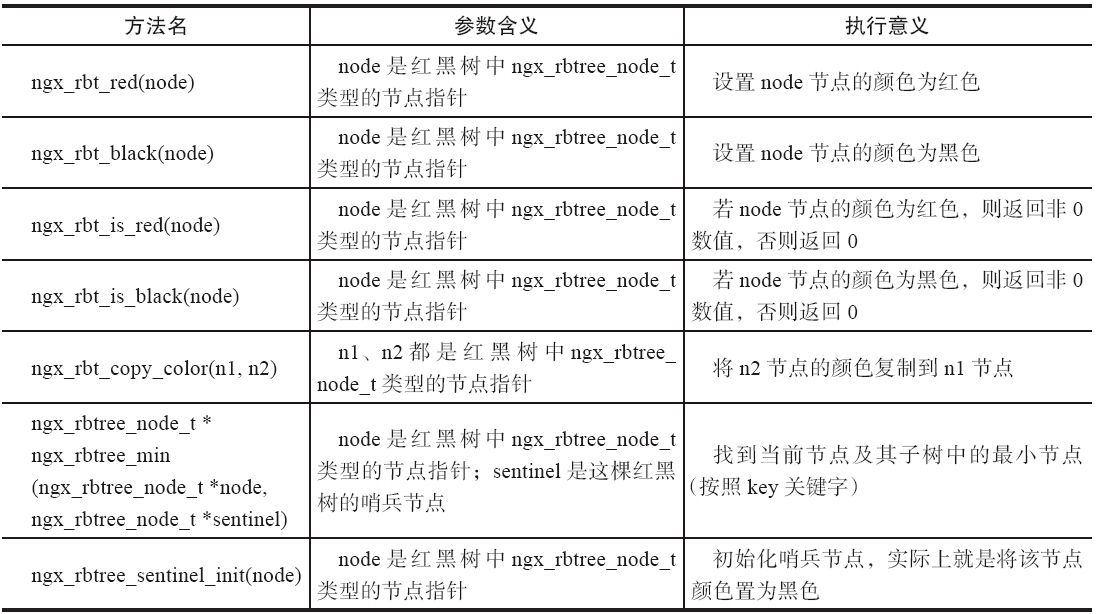 方法名 参数含义 执行意义
ngx_rbt_red(node)
node 是红黑树中 ngx_rbtree_node_t
类型的节点指针
设置 node 节点的颜色为红色
ngx_rbt_black(node)
node 是红黑树中 ngx_rbtree_node_t
类型的节点指针
设置 node 节点的颜色为黑色
ngx_rbt_is_red(node)
node 是红黑树中 ngx_rbtree_node_t
类型的节点指针
若 node 节点的颜色为红色，则返回非 0
数值，否则返回 0
ngx_rbt_is_black(node)
node 是红黑树中 ngx_rbtree_node_t
类型的节点指针
若 node 节点的颜色为黑色，则返回非 0
数值，否则返回 0
ngx_rbt_copy_color(n1, n2)
n1、n2 都是红黑树中 ngx_rbtree_
node_t 类型的节点指针
将 n2 节点的颜色复制到 n1 节点
ngx_rbtree_node_t *
ngx_rbtree_min
(ngx_rbtree_node_t *node,
ngx_rbtree_node_t *sentinel)
node 是红黑树中 ngx_rbtree_node_t
类型的节点指针；sentinel 是这棵红黑
树的哨兵节点
找到当前节点及其子树中的最小节点
（按照 key 关键字）
ngx_rbtree_sentinel_init(node)
node 是红黑树中 ngx_rbtree_node_t
类型的节点指针
初始化哨兵节点，实际上就是将该节点
颜色置为黑色